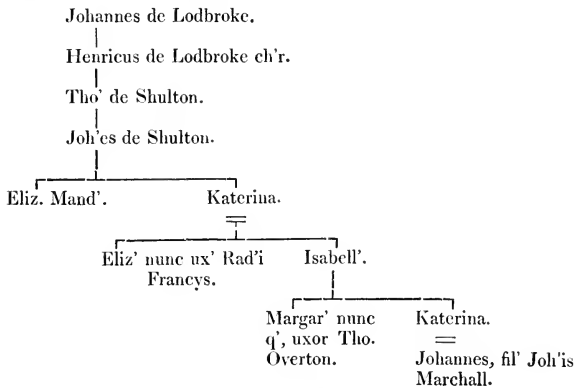 Johannes de Lodbroke.
Henricus de Lodbroke ch'r.
Tho' de Shulton.
Joh'es de Shulton.
Eliz. Mand'.
Katerina.
Eliz' nunc ux' Rad'i
Francys.
Isabell'.
Margar' nunc
q', uxor Tho.
Overton.
Katerina.
Johannes, fil' Joh'is
Marchall.